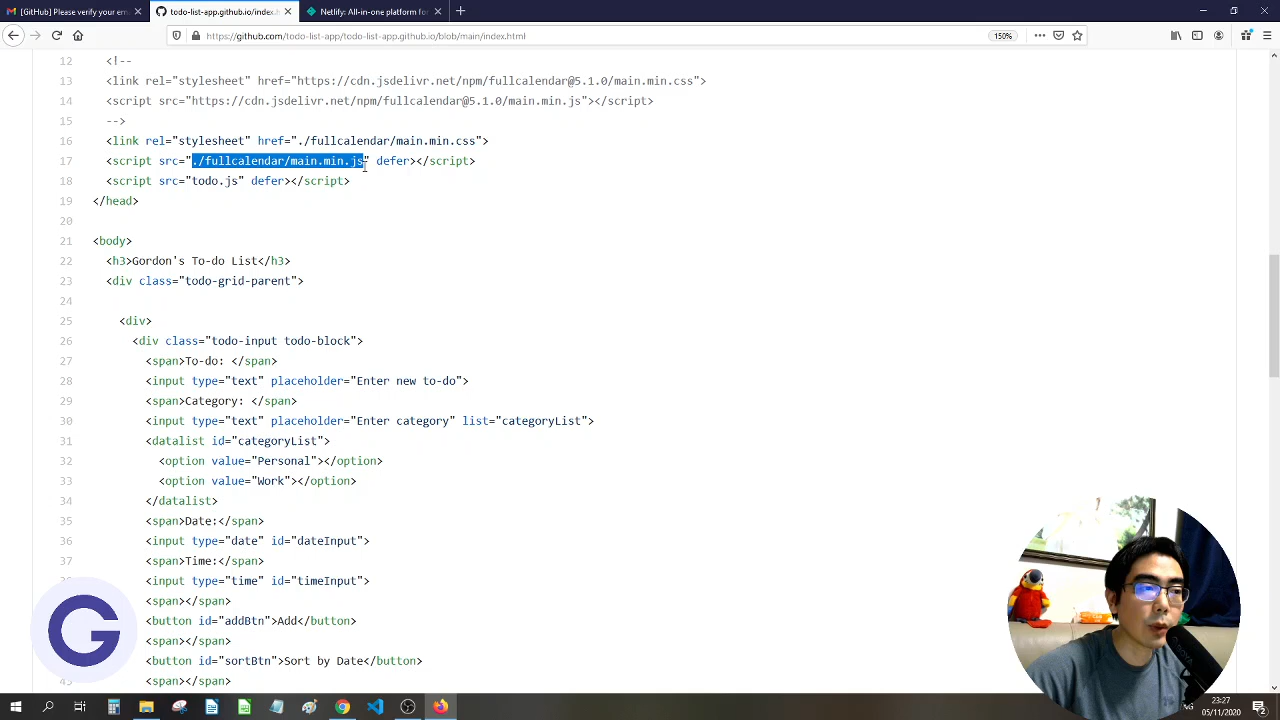 [GitHub] Please verify your em
todo-list-app.github.io/index.h
Netlify: All-in-one platform for
https://github.com/todo-list-app/todo-list-app.github.io/blob/main/index.html
150%
12 <!--
13 <link rel="stylesheet" href="https://cdn.jsdelivr.net/npm/fullcalendar@5.1.0/main.min.css">
14 <script src="https://cdn.jsdelivr.net/npm/fullcalendar@5.1.0/main.min.js"></script>
15 -->
16 <link rel="stylesheet" href="./fullcalendar/main.min.css">
17 <script src="./fullcalendar/main.min.js" defer></script>
18 <script src="todo.js" defer></script>
19 </head>
20
21 <body>
22 <h3>Gordon's To-do List</h3>
23 <div class="todo-grid-parent">
24
25 <div>
26 <div class="todo-input todo-block">
27 <span>To-do: </span>
28 <input type="text" placeholder="Enter new to-do">
29 <span>Category: </span>
30 <input type="text" placeholder="Enter category" list="categoryList">
31 <datalist id="categoryList">
32 <option value="Personal"></option>
33 <option value="Work"></option>
34 </datalist>
35 <span>Date:</span>
36 <input type="date" id="dateInput">
37 <span>Time:</span>
<input type="time" id="timeInput">
<span></span>
<button id="addBtn">Add</button>
<span></span>
<button id="sortBtn">Sort by Date</button>
<span></span>
G
23:27
05/11/2020
2